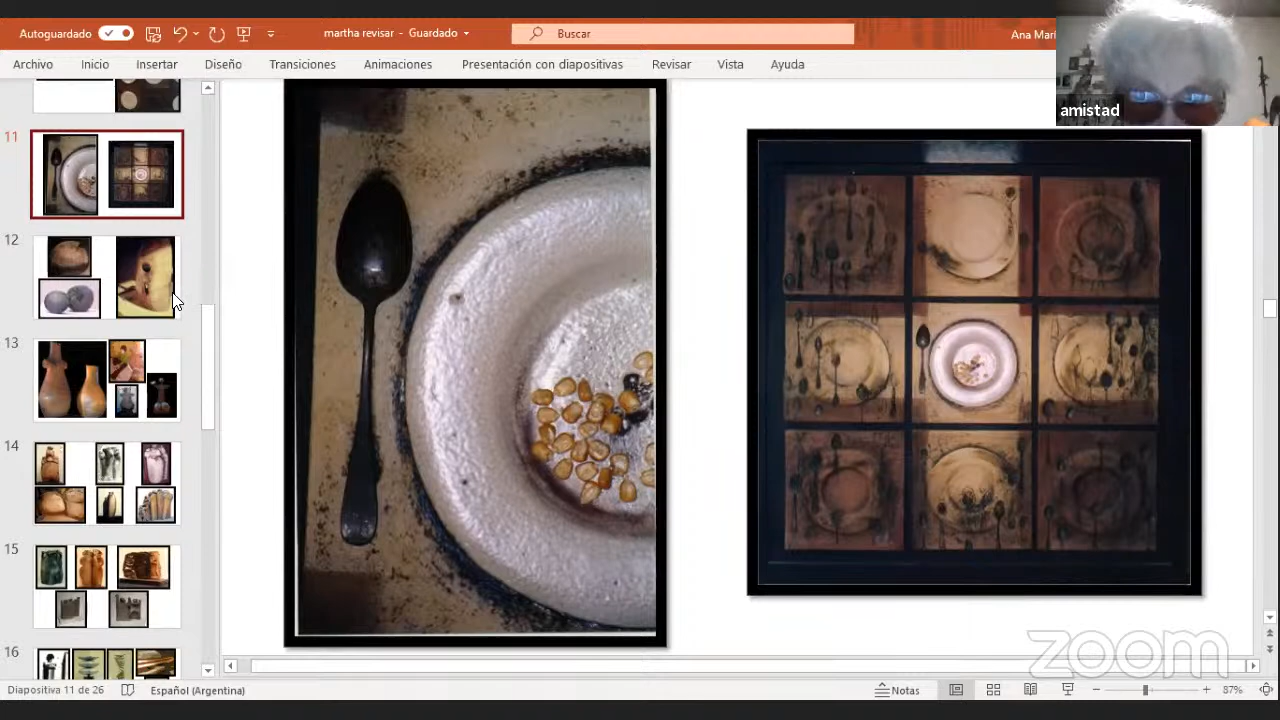 Autoguardado
martha revisar - Guardado
Buscar
Ana Marí
Archivo Inicio Insertar Diseño Transiciones Animaciones Presentación con diapositivas Revisar Vista Ayuda
amistad
11
12
13
14
15
16
zoom
Diapositiva 11 de 26 Español (Argentina) Notas 87%